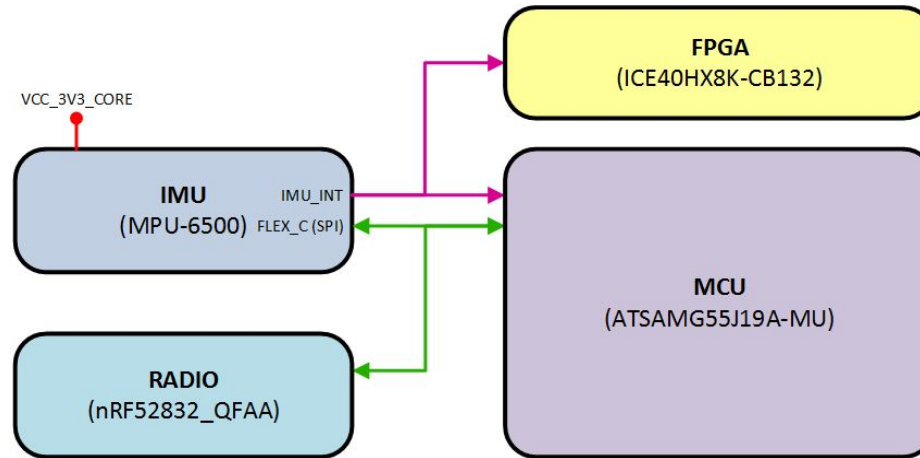 FPGA
(ICE40HX8K-CB132)
VCC_3V3_CORE
IMU
(MPU-6500)
IMU_INT
FLEX_C (SPI)
MCU
(ATSAMG55J19A-MU)
RADIO
(nRF52832_QFAA)